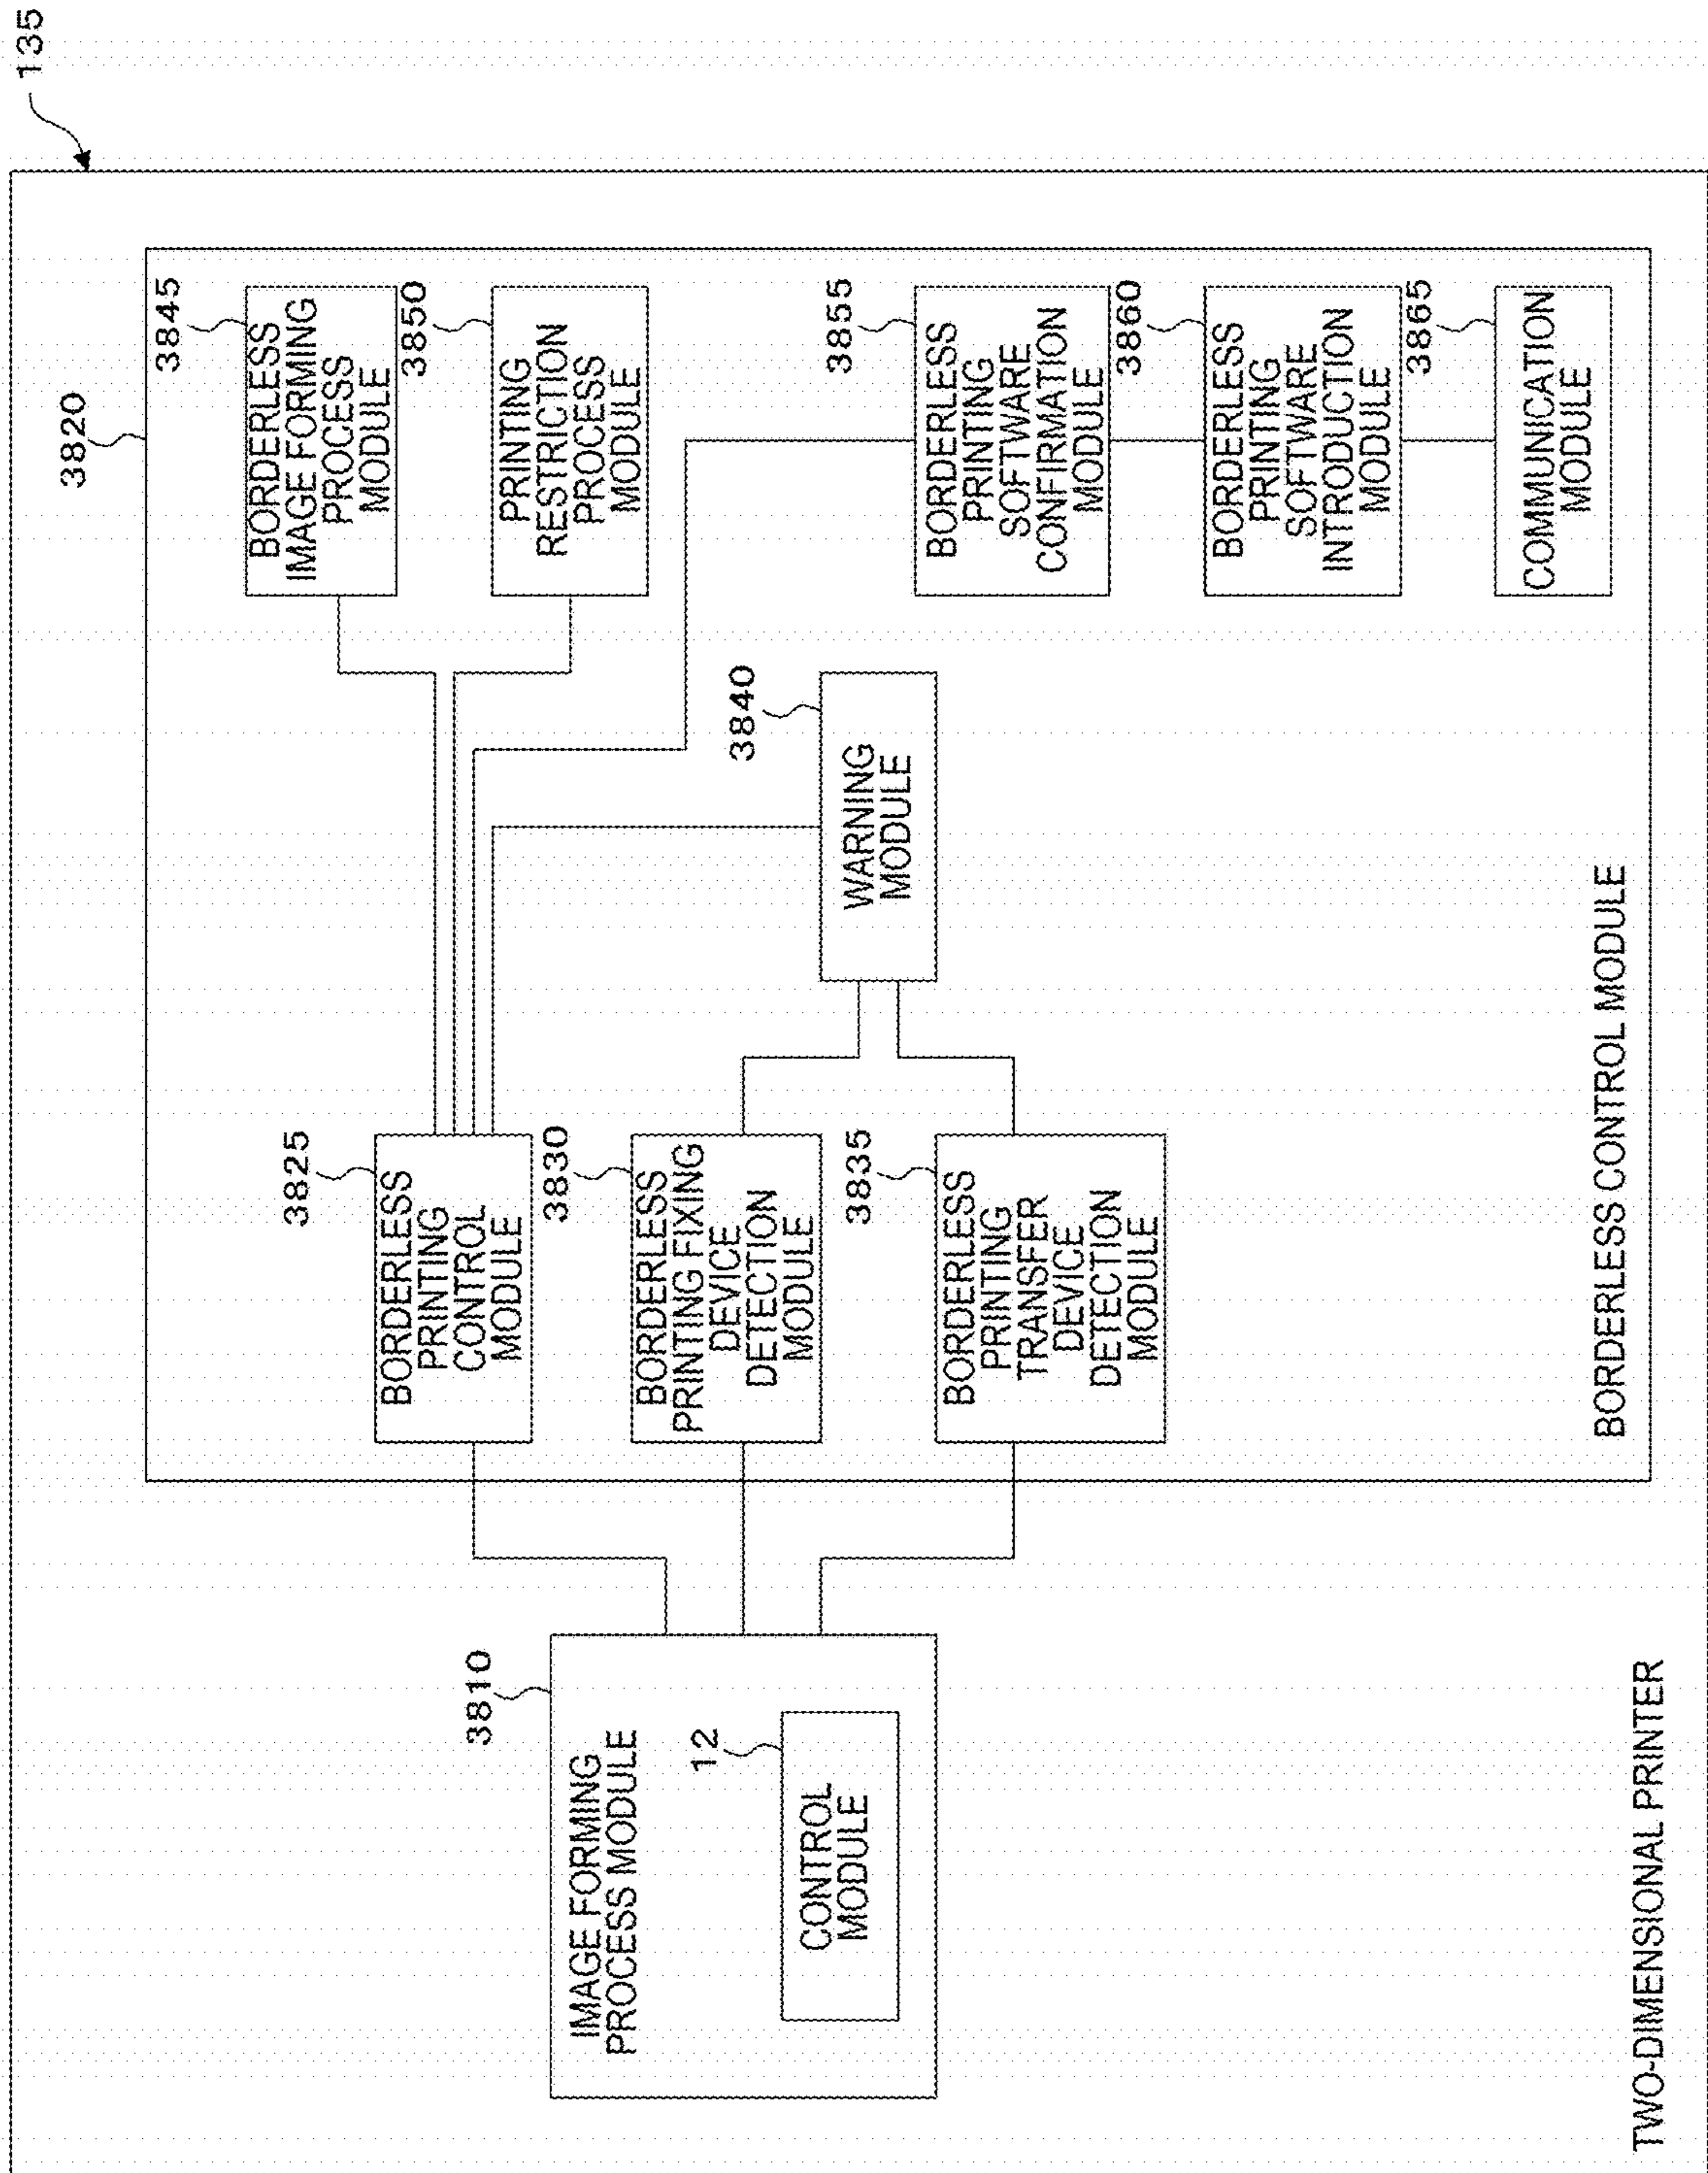 135
3820
3845
BORDERLESS
IMAGE FORMING
PROCESS
MODULE
3850
PRINTING
RESTRICTION
PROCESS
MODULE
3855
BORDERLESS
PRINTING
SOFTWARE
CONFIRMATION
MODULE
3860
BORDERLESS
PRINTING
SOFTWARE
INTRODUCTION
MODULE
3865
COMMUNICATION
MODULE
3840
WARNING
MODULE
3825
BORDERLESS
PRINTING
CONTROL
MODULE
3830
BORDERLESS
PRINTING FIXING
DEVICE
DETECTION
MODULE
3835
BORDERLESS
PRINTING
TRANSFER
DEVICE
DETECTION
MODULE
BORDERLESS CONTROL MODULE
3810
IMAGE FORMING
PROCESS MODULE
12
CONTROL
MODULE
TWO-DIMENSIONAL PRINTER